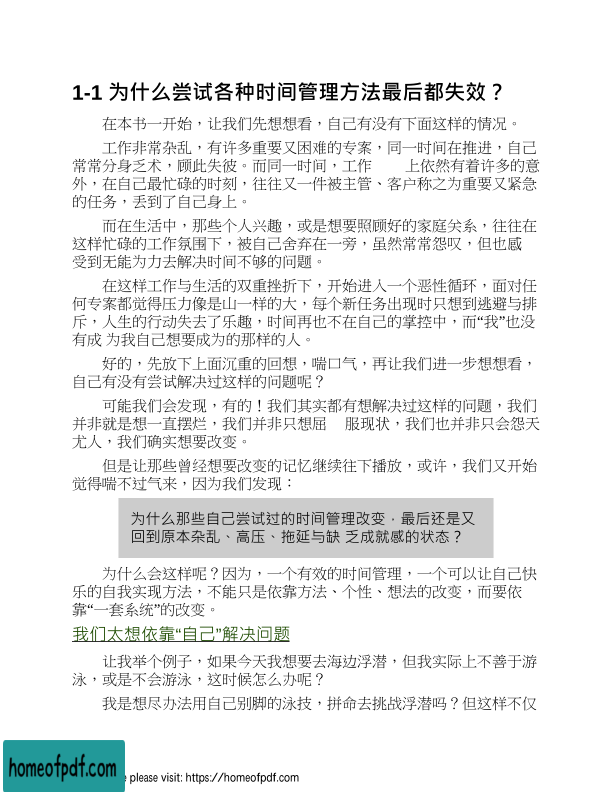 1-1 为什么尝试各种时间管理方法最后都失效？
在本书一开始，让我们先想想看，自己有没有下面这样的情况。
工作非常杂乱，有许多重要又困难的专案，同一时间在推进，自己
常常分身乏术，顾此失彼。而同一时间，工作 上依然有着许多的意
外，在自己最忙碌的时刻，往往又一件被主管、客户称之为重要又紧急
的任务，丢到了自己身上。
而在生活中，那些个人兴趣，或是想要照顾好的家庭关系，往往在
这样忙碌的工作氛围下，被自己舍弃在一旁，虽然常常怨叹，但也感
受到无能为力去解决时间不够的问题。
在这样工作与生活的双重挫折下，开始进入一个恶性循环，面对任
何专案都觉得压力像是山一样的大，每个新任务出现时只想到逃避与排
斥，人生的行动失去了乐趣，时间再也不在自己的掌控中，而“我”也没
有成 为我自己想要成为的那样的人。
好的，先放下上面沉重的回想，喘口气，再让我们进一步想想看，
自己有没有尝试解决过这样的问题呢？
可能我们会发现，有的！我们其实都有想解决过这样的问题，我们
并非就是想一直摆烂，我们并非只想屈 服现状，我们也并非只会怨天
尤人，我们确实想要改变。
但是让那些曾经想要改变的记忆继续往下播放，或许，我们又开始
觉得喘不过气来，因为我们发现：
为什么那些自己尝试过的时间管理改变，最后还是又
回到原本杂乱、高压、拖延与缺 乏成就感的状态？
为什么会这样呢？因为，一个有效的时间管理，一个可以让自己快
乐的自我实现方法，不能只是依靠方法、个性、想法的改变，而要依
靠“一套系统”的改变。
我们太想依靠“自己”解决问题
让我举个例子，如果今天我想要去海边浮潜，但我实际上不善于游
泳，或是不会游泳，这时候怎么办呢？
我是想尽办法用自己别脚的泳技，拼命去挑战浮潜吗？但这样不仅
homeofpdf.com
e please visit: https://homeofpdf.com